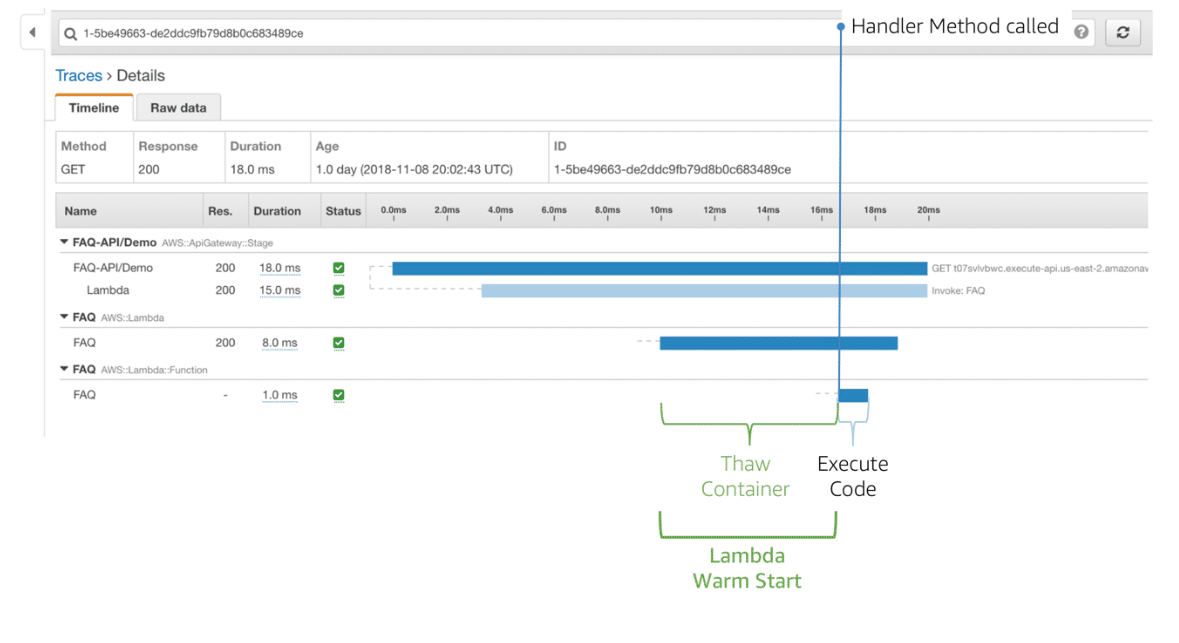 Handler Method called
1-5be49663-de2ddc9fb79d8b0c683489ce
?
Traces › Details
Timeline Raw data
Method Response Duration Age ID
GET 200 18.0 ms 1.0 day (2018-11-08 20:02:43 UTC) 1-5be49663-de2ddc9fb79d8b0c683489ce
Name Res. Duration Status 0.0ms 2.0ms 4.0ms 6.0ms 8.0ms 10ms 12ms 14ms 16ms 18ms 20ms
FAQ-API/Demo AWS::ApiGateway::Stage
FAQ-API/Demo 200 18.0 ms GET t07svlvbwc.execute-api.us-east-2.amazonav
Lambda 200 15.0 ms Invoke: FAQ
FAQ AWS::Lambda
FAQ 200 8.0 ms
FAQ AWS::Lambda::Function
FAQ - 1.0 ms
Thaw
Container
Execute
Code
Lambda
Warm Start